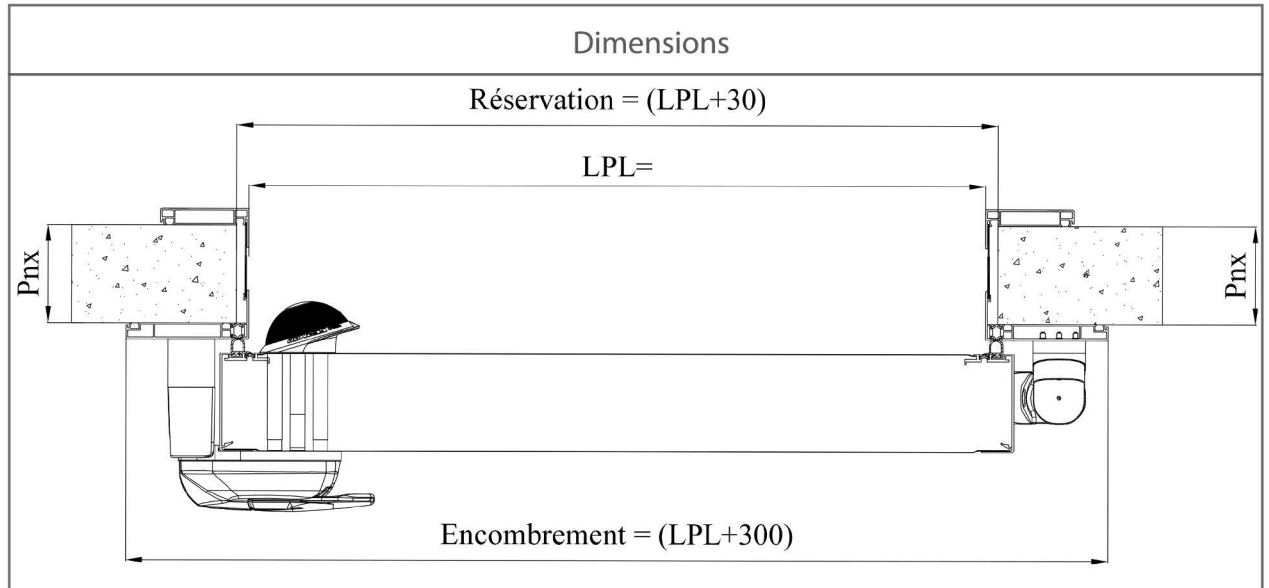 Dimensions
Réservation = (LPL+30)
LPL=
Pnx
Pnx
Encombrement = (LPL+300)